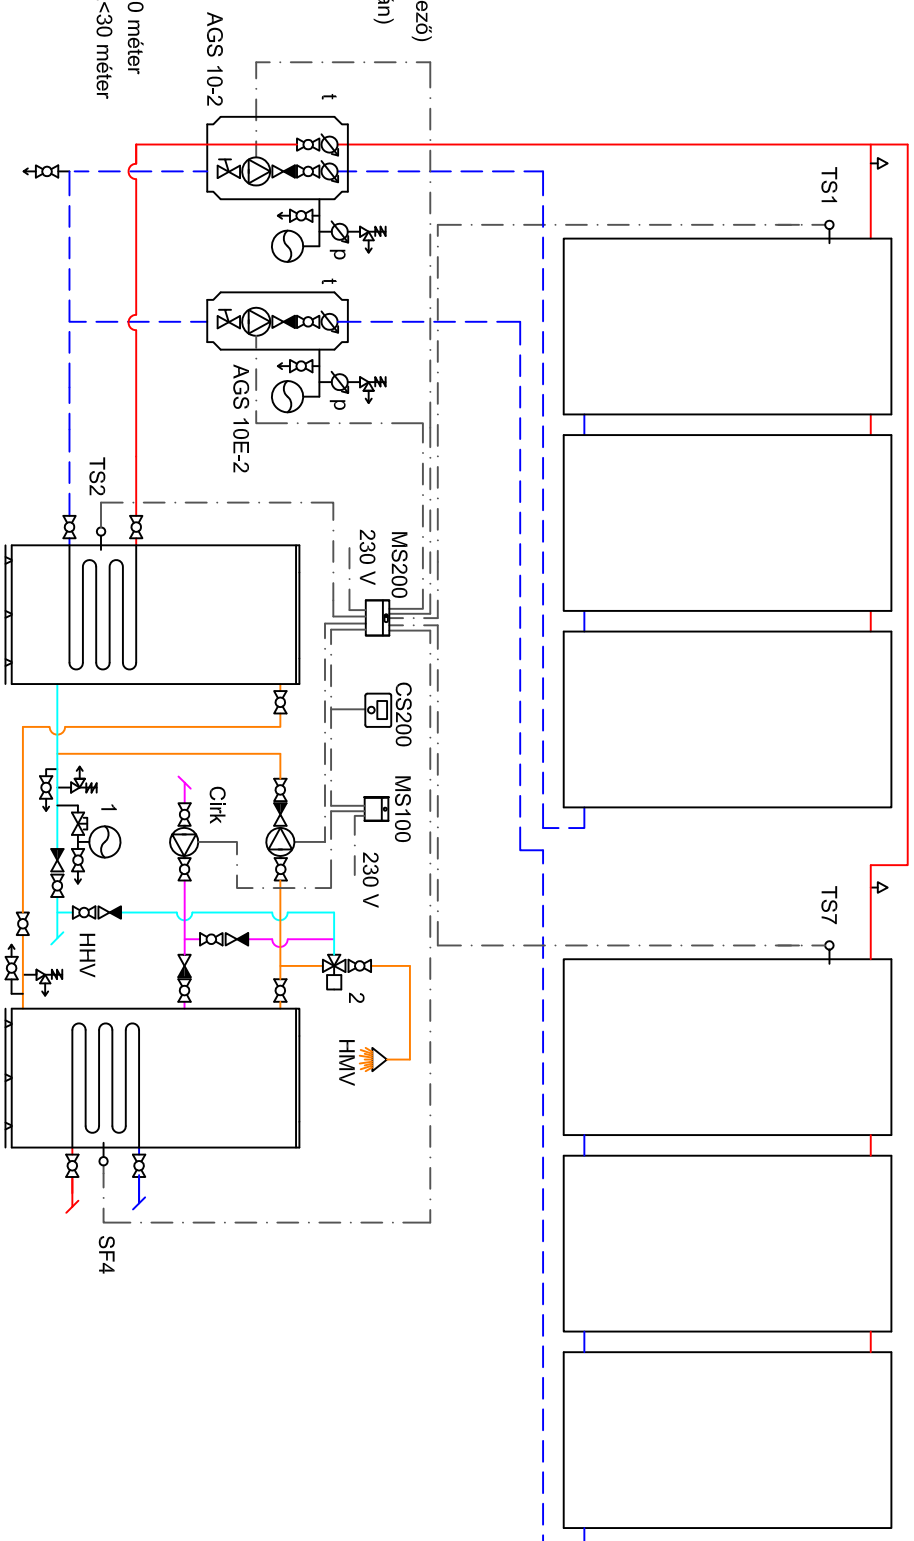 ező)
án)
0 méter
<30 méter
AGS 10-2
t
p
TS1
t
p
AGS 10E-2
TS2
MS200
230 V
CS200
MS100
230 V
Cirk
1
HHV
TS7
2
HMV
SF4